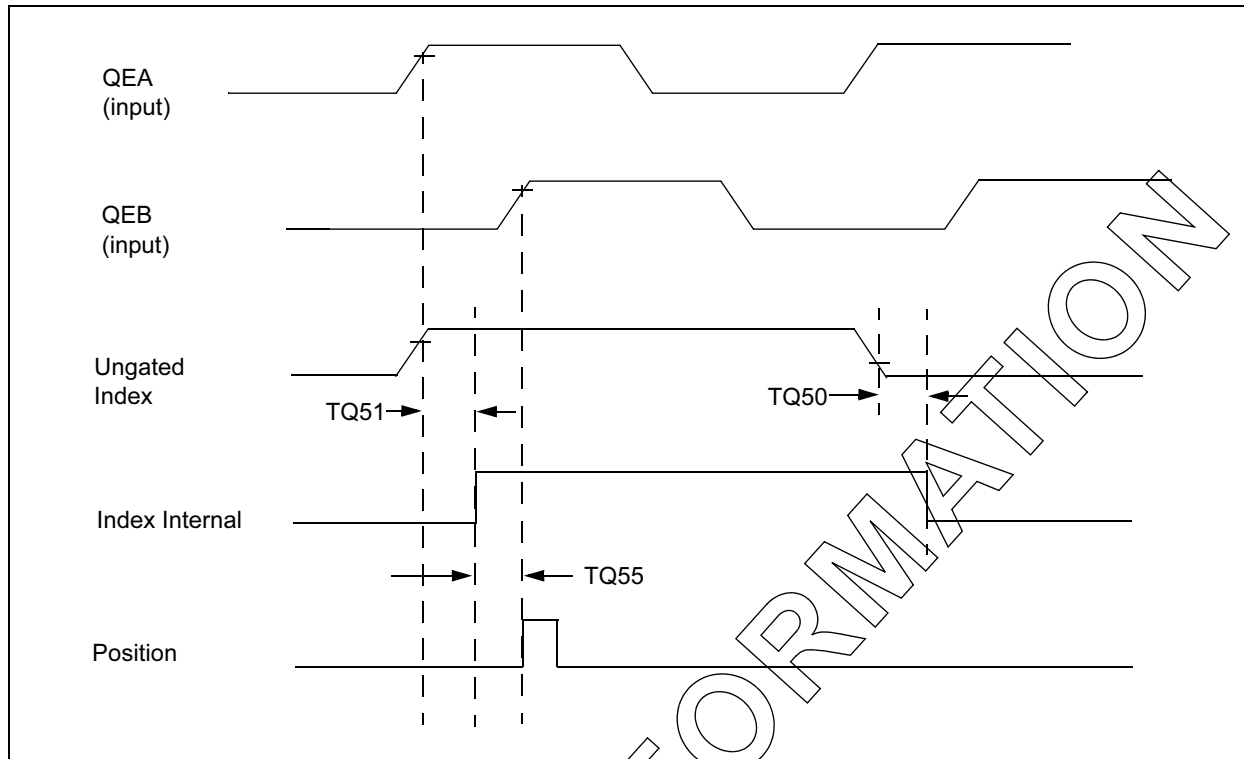 QEA
(input)
QEB
(input)
Ungated
Index
TQ51
TQ50
Index Internal
TQ55
Position
ORMATION